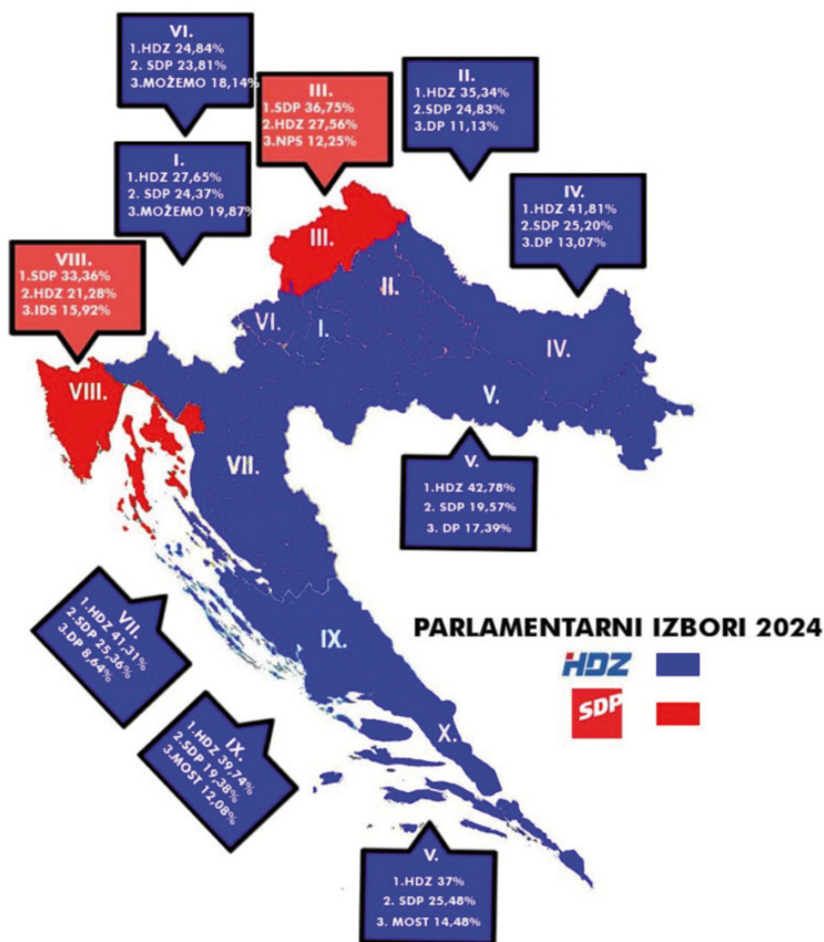 VI.
1.HDZ 24,84%
2. SDP 23,81%
3.MOŽEMO 18,14%
III.
1.SDP 36,75%
2.HDZ 27,56%
3.NPS 12,25%
II.
1.HDZ 35,34%
2.SDP 24,83%
3.DP 11,13%
I.
1.HDZ 27,65%
2. SDP 24,37%
3.MOŽEMO 19,87%
IV.
1.HDZ 41,81%
2.SDP 25,20%
3.DP 13,07%
VIII.
1.SDP 33,36%
2.HDZ 21,28%
3.IDS 15,92%
III.
II.
VI.
I.
IV.
VIII.
V.
VII.
V.
1.HDZ 42,78%
2. SDP 19,57%
3. DP 17,39%
VII.
1.HDZ 41,31%
2.SDP 25,36%
3.DP 8,64%
PARLAMENTARNI IZBORI 2024
HDZ
SDP
IX.
X.
IX.
1.HDZ 39,74%
2.SDP 19,38%
3.MOST 12,08%
V.
1.HDZ 37%
2. SDP 25,48%
3. MOST 14,48%